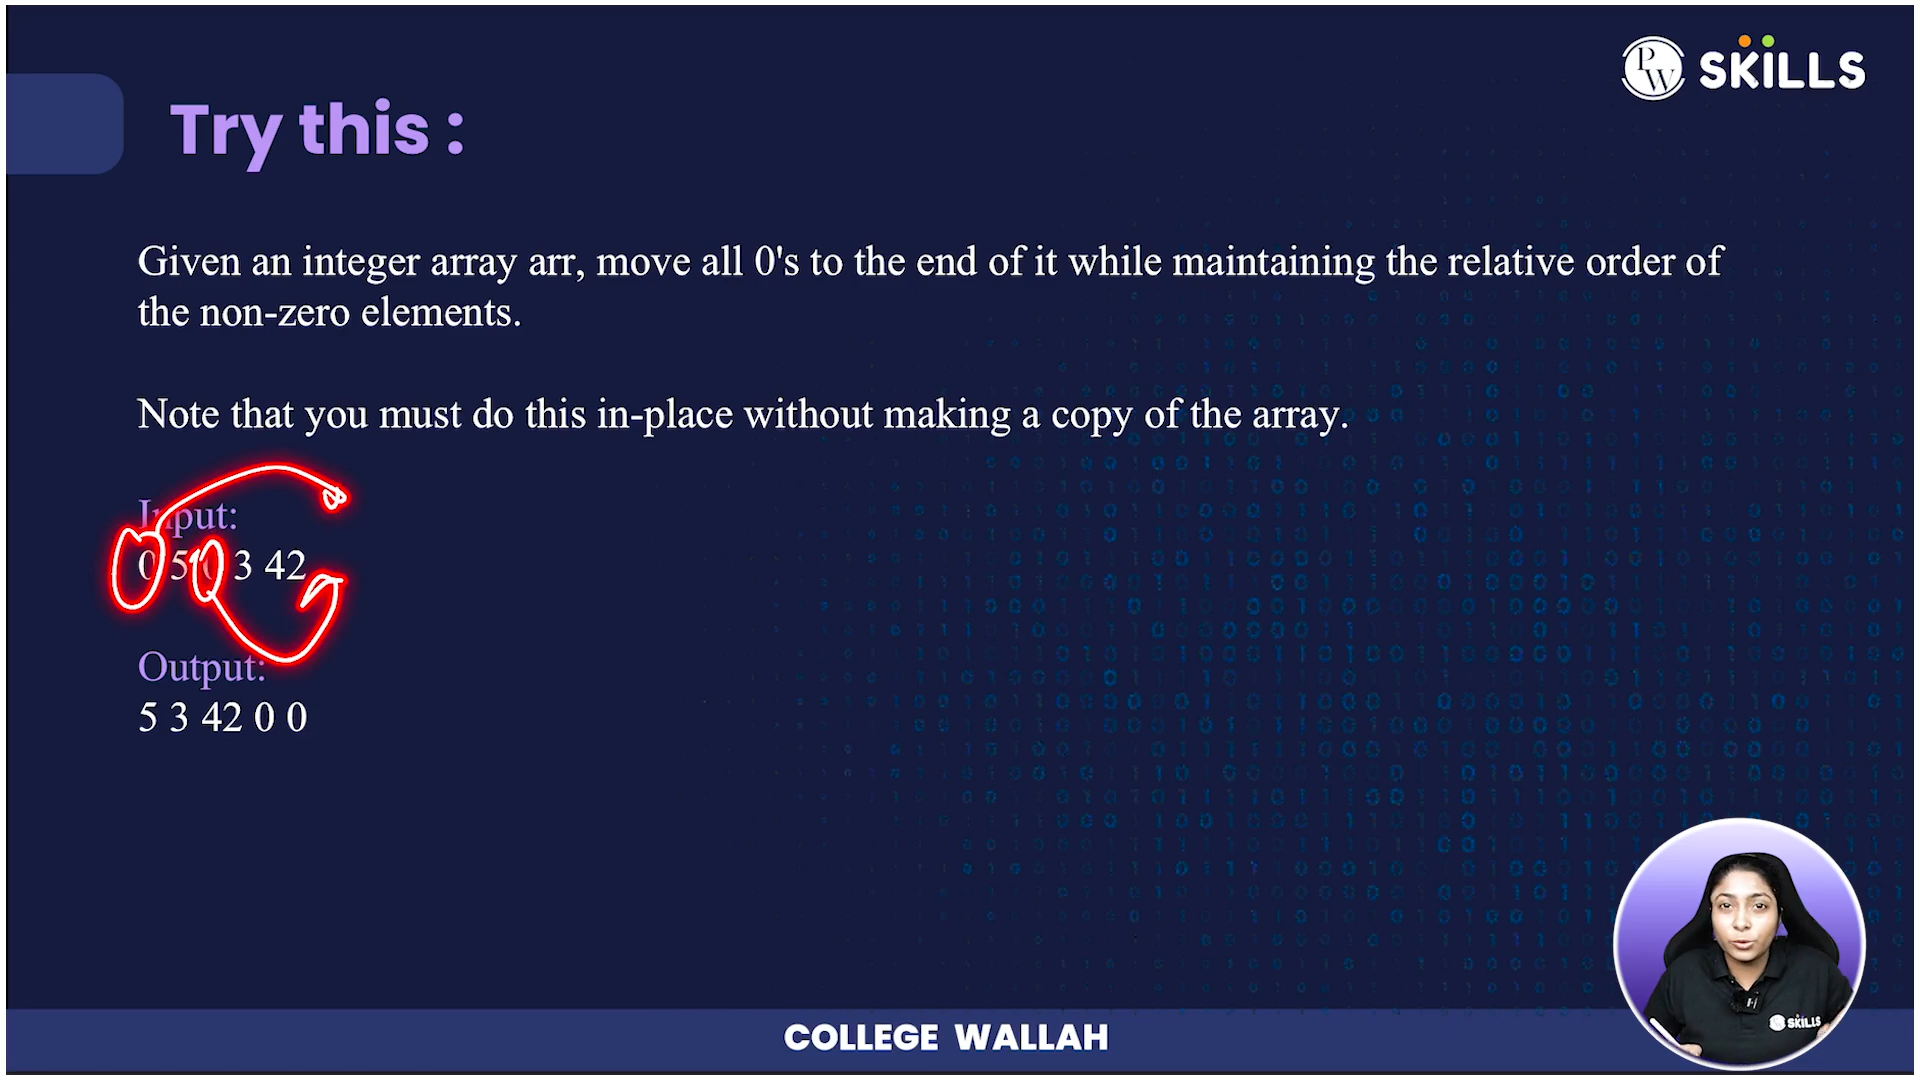 PW SKILLS
Try this :
Given an integer array arr, move all 0's to the end of it while maintaining the relative order of
the non-zero elements.
Note that you must do this in-place without making a copy of the array.
Input:
0 5 0 3 42
Output:
5 3 42 0 0
SKILLS
COLLEGE WALLAH